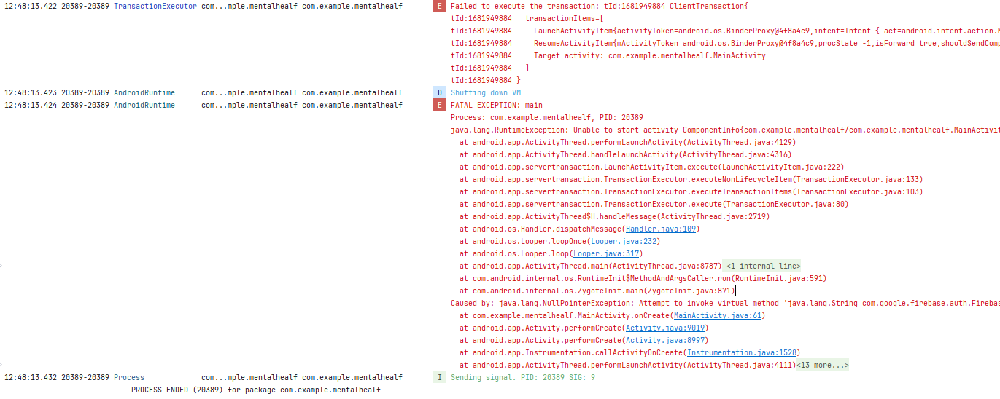 12:48:13.422 20389-20389 TransactionExecutor com...mple.mentalhealf com.example.mentalhealf E Failed to execute the transaction: tId:1681949884 ClientTransaction{
tId:1681949884 transactionItems=[
tId:1681949884 LaunchActivityItem{activityToken=android.os.BinderProxy@4f8a4c9,intent=Intent { act=android.intent.action.M
tId:1681949884 ResumeActivityItem{mActivityToken=android.os.BinderProxy@4f8a4c9,procState=-1,isForward=true,shouldSendComp
tId:1681949884 Target activity: com.example.mentalhealf.MainActivity
tId:1681949884 ]
tId:1681949884 }
12:48:13.423 20389-20389 AndroidRuntime com...mple.mentalhealf com.example.mentalhealf D Shutting down VM
12:48:13.424 20389-20389 AndroidRuntime com...mple.mentalhealf com.example.mentalhealf E FATAL EXCEPTION: main
Process: com.example.mentalhealf, PID: 20389
java.lang.RuntimeException: Unable to start activity ComponentInfo{com.example.mentalhealf/com.example.mentalhealf.MainActivit
at android.app.ActivityThread.performLaunchActivity(ActivityThread.java:4129)
at android.app.ActivityThread.handleLaunchActivity(ActivityThread.java:4316)
at android.app.servertransaction.LaunchActivityItem.execute(LaunchActivityItem.java:222)
at android.app.servertransaction.TransactionExecutor.executeNonLifecycleItem(TransactionExecutor.java:133)
at android.app.servertransaction.TransactionExecutor.executeTransactionItems(TransactionExecutor.java:103)
at android.app.servertransaction.TransactionExecutor.execute(TransactionExecutor.java:80)
at android.app.ActivityThread$H.handleMessage(ActivityThread.java:2719)
at android.os.Handler.dispatchMessage(Handler.java:109)
at android.os.Looper.loopOnce(Looper.java:232)
at android.os.Looper.loop(Looper.java:317)
at android.app.ActivityThread.main(ActivityThread.java:8787) <1 internal line>
at com.android.internal.os.RuntimeInit$MethodAndArgsCaller.run(RuntimeInit.java:591)
at com.android.internal.os.ZygoteInit.main(ZygoteInit.java:871)
Caused by: java.lang.NullPointerException: Attempt to invoke virtual method 'java.lang.String com.google.firebase.auth.Firebas
at com.example.mentalhealf.MainActivity.onCreate(MainActivity.java:61)
at android.app.Activity.performCreate(Activity.java:9019)
at android.app.Activity.performCreate(Activity.java:8997)
at android.app.Instrumentation.callActivityOnCreate(Instrumentation.java:1528)
at android.app.ActivityThread.performLaunchActivity(ActivityThread.java:4111)<13 more...>
12:48:13.432 20389-20389 Process com...mple.mentalhealf com.example.mentalhealf I Sending signal. PID: 20389 SIG: 9
---------------------------- PROCESS ENDED (20389) for package com.example.mentalhealf ----------------------------